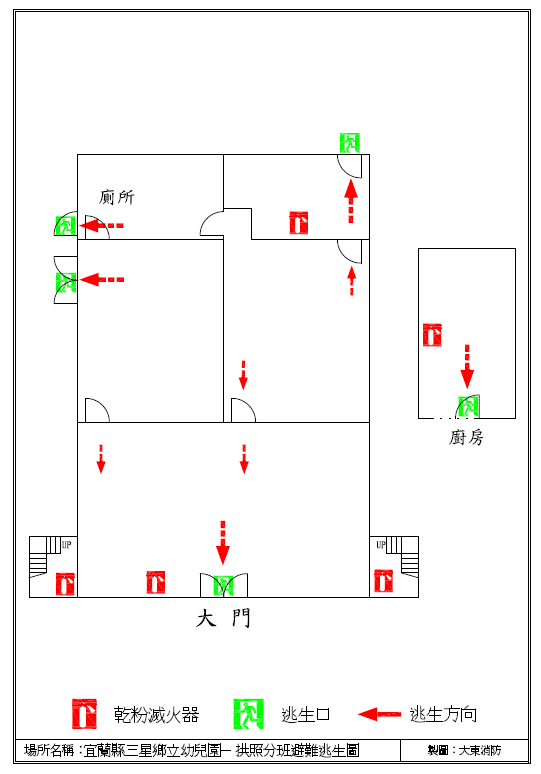 廁所
廚房
UP
UP
大門
乾粉滅火器
逃生口
逃生方向
場所名稱：宜蘭縣三星鄉立幼兒園－拱照分班避難逃生圖
製圖：大東消防